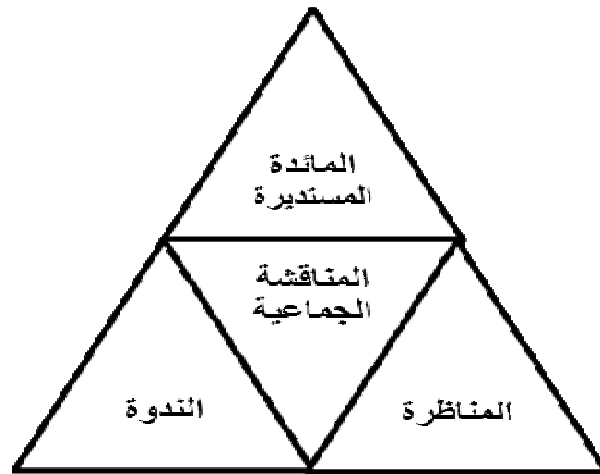 المائدة
المستديرة
المناقشة
الجماعية
المناظرة
الندوة